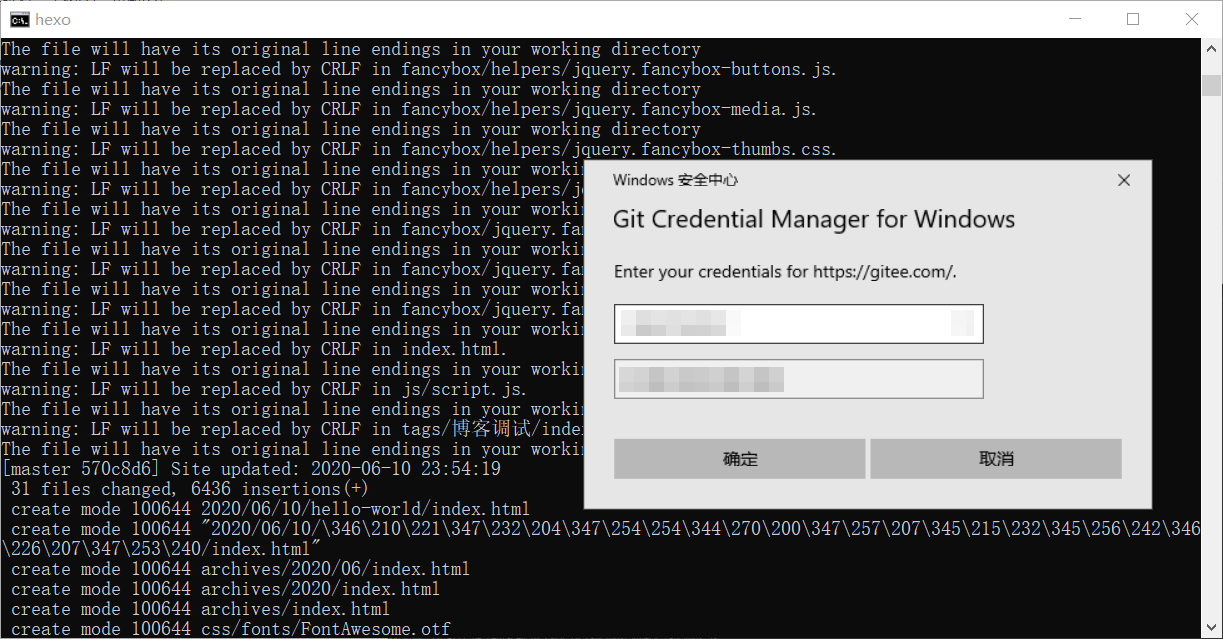 hexo
The file will have its original line endings in your working directory
warning: LF will be replaced by CRLF in fancybox/helpers/jquery.fancybox-buttons.js.
The file will have its original line endings in your working directory
warning: LF will be replaced by CRLF in fancybox/helpers/jquery.fancybox-media.js.
The file will have its original line endings in your working directory
warning: LF will be replaced by CRLF in fancybox/helpers/jquery.fancybox-thumbs.css.
The file will have its original line endings in your workin
warning: LF will be replaced by CRLF in fancybox/helpers/j
The file will have its original line endings in your workin
warning: LF will be replaced by CRLF in fancybox/jquery.fan
The file will have its original line endings in your workin
warning: LF will be replaced by CRLF in fancybox/jquery.fan
The file will have its original line endings in your workin
warning: LF will be replaced by CRLF in fancybox/jquery.fan
The file will have its original line endings in your workin
warning: LF will be replaced by CRLF in index.html.
The file will have its original line endings in your workin
warning: LF will be replaced by CRLF in js/script.js.
The file will have its original line endings in your workin
warning: LF will be replaced by CRLF in tags/博客调试/inde
The file will have its original line endings in your workin
[master 570c8d6] Site updated: 2020-06-10 23:54:19
31 files changed, 6436 insertions(+)
create mode 100644 2020/06/10/hello-world/index.html
create mode 100644 "2020/06/10/\346\210\221\347\232\204\347\254\254\344\270\200\347\257\207\345\215\232\345\256\242\346
\226\207\347\253\240/index.html"
create mode 100644 archives/2020/06/index.html
create mode 100644 archives/2020/index.html
create mode 100644 archives/index.html
create mode 100644 css/fonts/FontAwesome.otf
Windows 安全中心
Git Credential Manager for Windows
Enter your credentials for https://gitee.com/.
确定
取消